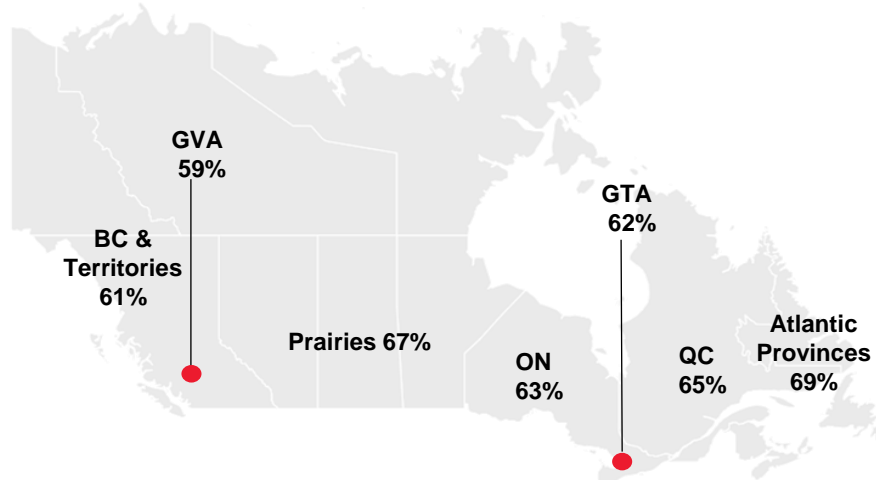 GVA
59%
GTA
62%
BC &
Territories
61%
Prairies 67%
ON
63%
QC
65%
Atlantic
Provinces
69%